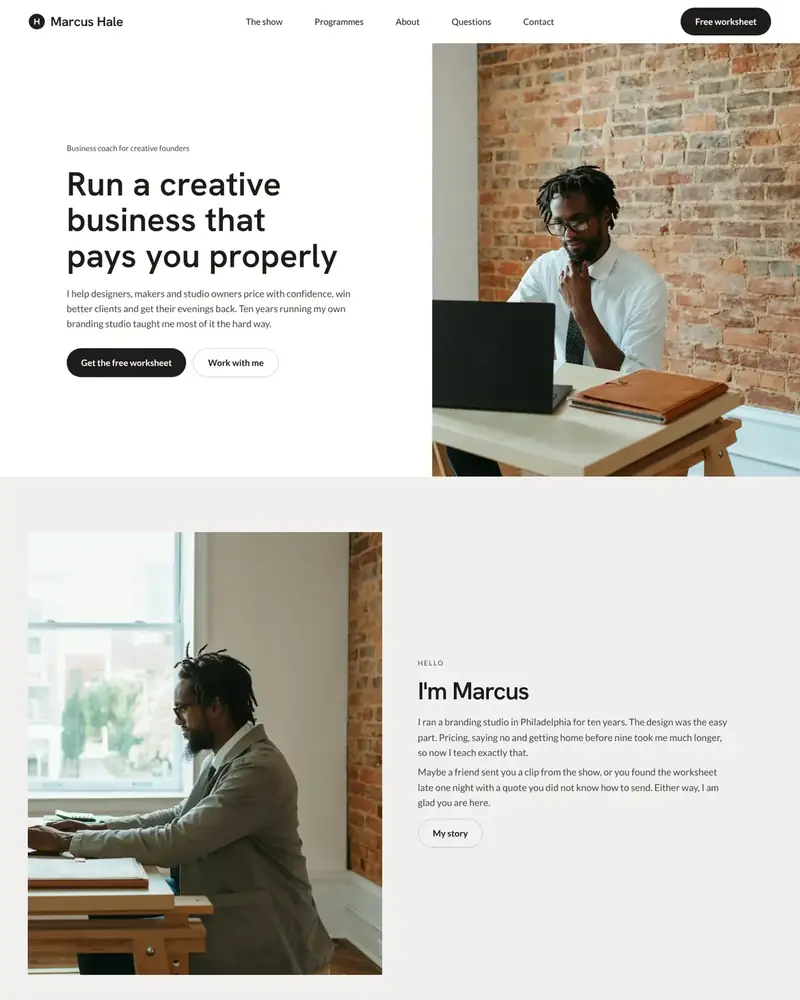 H Marcus Hale
The show
Programmes
About
Questions
Contact
Free worksheet
Business coach for creative founders
Run a creative
business that
pays you properly
I help designers, makers and studio owners price with confidence, win
better clients and get their evenings back. Ten years running my own
branding studio taught me most of it the hard way.
Get the free worksheet
Work with me
HELLO
I'm Marcus
I ran a branding studio in Philadelphia for ten years. The design was the easy
part. Pricing, saying no and getting home before nine took me much longer,
so now I teach exactly that.
Maybe a friend sent you a clip from the show, or you found the worksheet
late one night with a quote you did not know how to send. Either way, I am
glad you are here.
My story